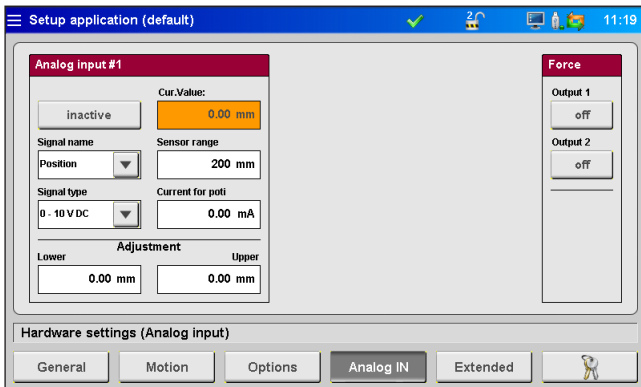 Setup application (default)
2
11:19
Analog input #1
Cur.Value:
inactive
0.00 mm
Signal name
Sensor range
Position
200 mm
Signal type
Current for poti
0 - 10 V DC
0.00 mA
Adjustment
Lower
Upper
0.00 mm
0.00 mm
Force
Output 1
off
Output 2
off
Hardware settings (Analog input)
General
Motion
Options
Analog IN
Extended